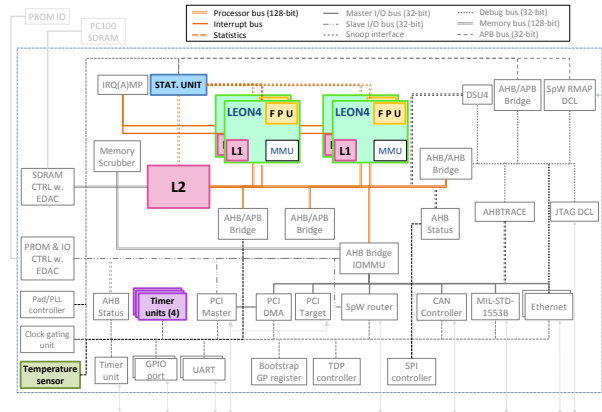 PROM IO
PC100
SDRAM
Processor bus (128-bit)
Interrupt bus
Statistics
Master I/O bus (32-bit)
Slave I/O bus (32-bit)
Snoop interface
Debug bus (32-bit)
Memory bus (128-bit)
APB bus (32-bit)
IRQ(A)MP
STAT. UNIT
LEON4
F P U
L1
MMU
LEON4
F P U
L1
MMU
DSU4
AHB/APB
Bridge
SpW RMAP
DCL
Memory
Scrubber
L2
AHB/AHB
Bridge
SDRAM
CTRL w.
EDAC
AHB/APB
Bridge
AHB/APB
Bridge
AHB
Status
AHBTRACE
JTAG DCL
PROM & IO
CTRL w.
EDAC
AHB Bridge
IOMMU
Pad/PLL
controller
AHB
Status
Timer
units (4)
PCI
Master
PCI
DMA
PCI
Target
SpW router
CAN
Controller
MIL-STD-
1553B
Ethernet
Clock gating
unit
Temperature
sensor
Timer
unit
GPIO
port
UART
Bootstrap
GP register
TDP
controller
SPI
controller